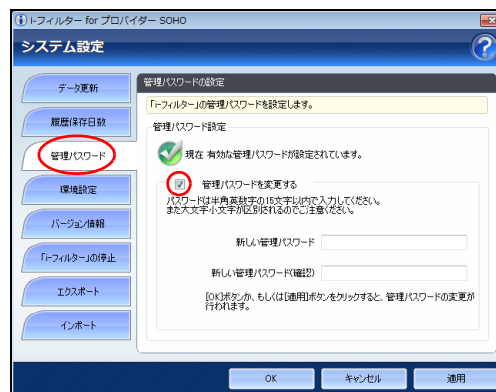 i-フィルター for プロバイダー SOHO
システム設定
?
データ更新
履歴保存日数
管理パスワード
環境設定
バージョン情報
「i-フィルター」の停止
エクスポート
インポート
管理パスワードの設定
「i-フィルター」の管理パスワードを設定します。
管理パスワード設定
現在 有効な管理パスワードが設定されています。
管理パスワードを変更する
パスワードは半角英数字の15文字以内で入力してください。
また大文字小文字が区別されるのでご注意ください。
新しい管理パスワード
新しい管理パスワード(確認)
[OK]ボタンか、もしくは[適用]ボタンをクリックすると、管理パスワードの変更が
行われます。
OK
キャンセル
適用